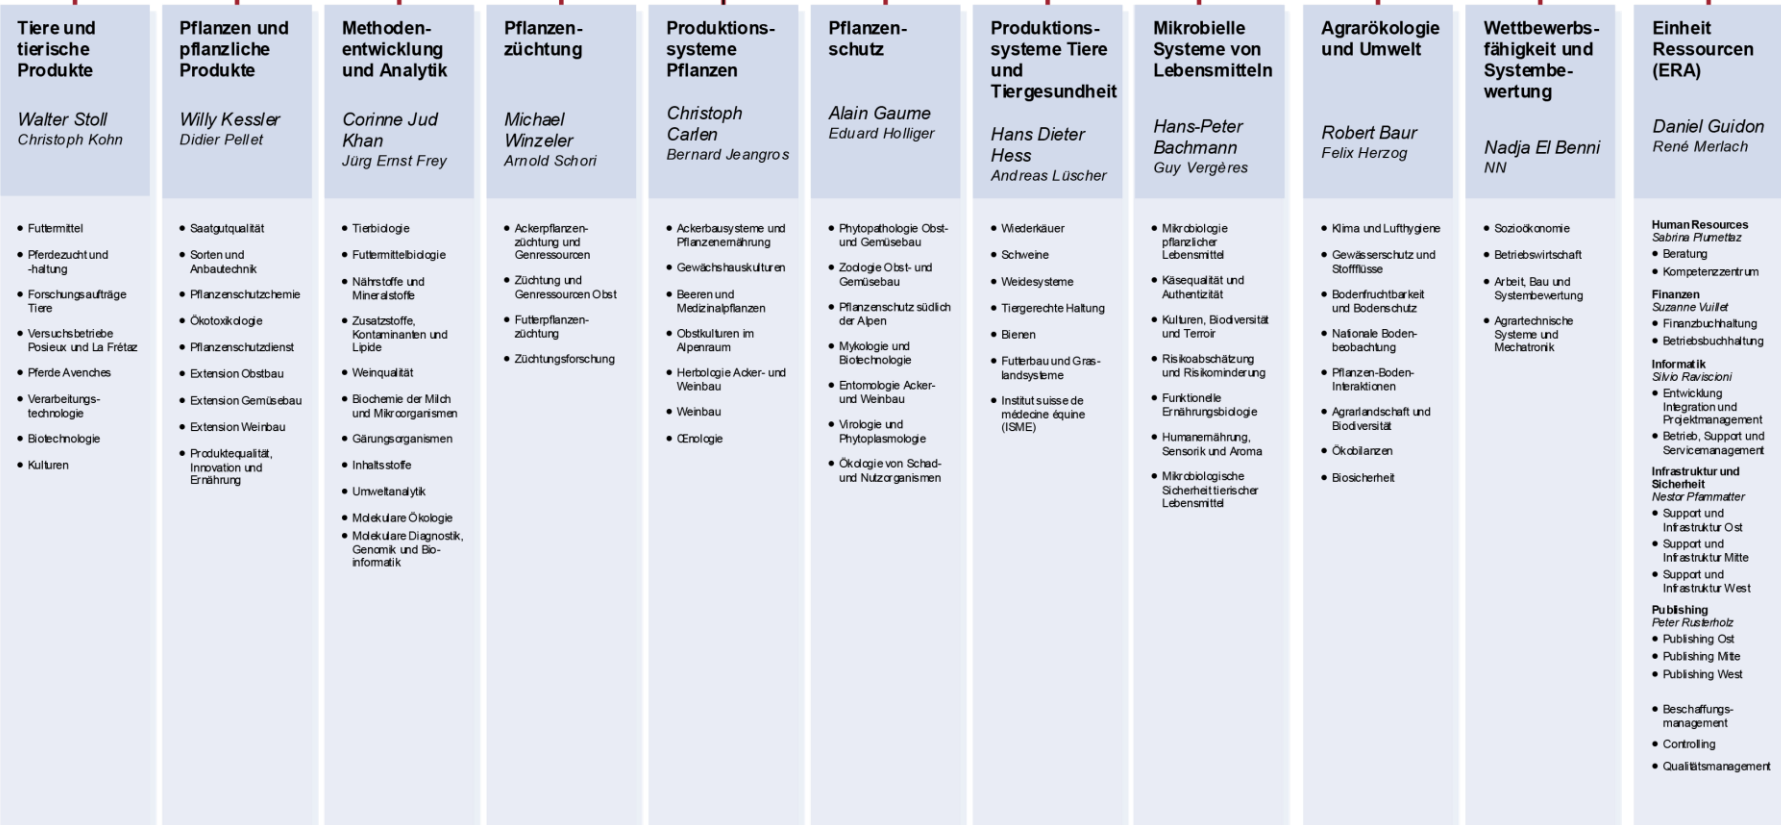 Tiere und
tierische
Produkte
Walter Stoll
Christoph Kohn
• Futtermittel
• Pferdezucht und
-haltung
• Forschungsaufträge
Tiere
• Versuchsbetriebe
Posieux und La Frétaz
• Pferde Avenches
• Verarbeitungs-
technologie
• Biotechnologie
• Kulturen
Pflanzen und
pflanzliche
Produkte
Willy Kessler
Didier Pellet
• Saatgutqualität
• Sorten und
Anbautechnik
• Pflanzenschutzchemie
• Ökotoxikologie
• Pflanzenschutzdienst
• Extension Obstbau
• Extension Gemüsebau
• Extension Weinbau
• Produktequalität,
Innovation und
Ernährung
Methoden-
entwicklung
und Analytik
Corinne Jud
Khan
Jürg Ernst Frey
• Tierbiologie
• Futtermittelbiologie
• Nährstoffe und
Mineralstoffe
• Zusatzstoffe,
Kontaminanten und
Lipide
• Weinqualität
• Biochemie der Milch
und Mikroorganismen
• Gärungsorganismen
• Inhaltsstoffe
• Umweltanalytik
• Molekulare Ökologie
• Molekulare Diagnostik,
Genomik und Bio-
informatik
Pflanzen-
züchtung
Michael
Winzeler
Arnold Schori
• Ackerpflanzen-
züchtung und
Genressourcen
• Züchtung und
Genressourcen Obst
• Futterpflanzen-
züchtung
• Züchtungsforschung
Produktions-
systeme
Pflanzen
Christoph
Carlen
Bernard Jeangros
• Ackerbausysteme und
Pflanzenernährung
• Gewächshauskulturen
• Beeren und
Medizinalpflanzen
• Obstkulturen im
Alpenraum
• Herbologie Acker- und
Weinbau
• Weinbau
• Œnologie
Pflanzen-
schutz
Alain Gaume
Eduard Holliger
• Phytopathologie Obst-
und Gemüsebau
• Zoologie Obst- und
Gemüsebau
• Pflanzenschutz südlich
der Alpen
• Mykologie und
Biotechnologie
• Entomologie Acker-
und Weinbau
• Virologie und
Phytoplasmologie
• Ökologie von Schad-
und Nutzorganismen
Produktions-
systeme Tiere
und
Tiergesundheit
Hans Dieter
Hess
Andreas Lüscher
• Wiederkäuer
• Schweine
• Weidesysteme
• Tiergerechte Haltung
• Bienen
• Futterbau und Gras-
landsysteme
• Institut suisse de
médecine équine
(ISME)
Mikrobielle
Systeme von
Lebensmitteln
Hans-Peter
Bachmann
Guy Vergères
• Mikrobiologie
pflanzlicher
Lebensmittel
• Käsequalität und
Authentizität
• Kulturen, Biodiversität
und Terroir
• Risikoabschätzung
und Risikominderung
• Funktionelle
Ernährungsbiologie
• Humanernährung,
Sensorik und Aroma
• Mikrobiologische
Sicherheit tierischer
Lebensmittel
Agrarökologie
und Umwelt
Robert Baur
Felix Herzog
• Klima und Lufthygiene
• Gewässerschutz und
Stoffflüsse
• Bodenfruchtbarkeit
und Bodenschutz
• Nationale Boden-
beobachtung
• Pflanzen-Boden-
Interaktionen
• Agrarlandschaft und
Biodiversität
• Ökobilanzen
• Biosicherheit
Wettbewerbs-
fähigkeit und
Systembe-
wertung
Nadja El Benni
NN
• Sozioökonomie
• Betriebswirtschaft
• Arbeit, Bau und
Systembewertung
• Agrartechnische
Systeme und
Mechatronik
Einheit
Ressourcen
(ERA)
Daniel Guidon
René Merlach
Human Resources
Sabrina Plumettaz
• Beratung
• Kompetenzzentrum
Finanzen
Suzanne Vuillet
• Finanzbuchhaltung
• Betriebsbuchhaltung
Informatik
Silvio Raviscioni
• Entwicklung
Integration und
Projektmanagement
• Betrieb, Support und
Servicemanagement
Infrastruktur und
Sicherheit
Nestor Pfammatter
• Support und
Infrastruktur Ost
• Support und
Infrastruktur Mitte
• Support und
Infrastruktur West
Publishing
Peter Rusterholz
• Publishing Ost
• Publishing Mitte
• Publishing West
• Beschaffungs-
management
• Controlling
• Qualitätsmanagement